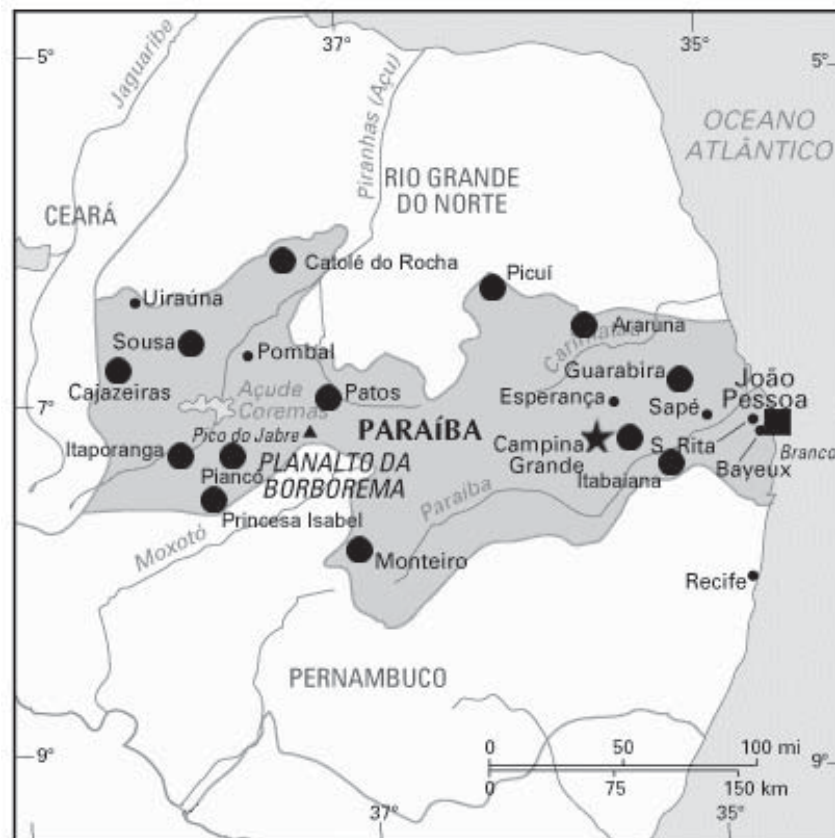 37°
35°
5°
5°
Jaguaribe
Piranhas (Açu)
OCEANO
ATLÂNTICO
RIO GRANDE
DO NORTE
CEARÁ
Catolé do Rocha
Picuí
Uiraúna
Araruna
Sousa
Pombal
Guarabira
Cajazeiras
João
Pessoa
7°
Açude
Coremas
Patos
Esperança
Sapé
7°
Pico do Jabre
PARAÍBA
Itaporanga
Campina
Grande
S. Rita
Branco
Piancó
PLANALTO DA
BORBOREMA
Itabaiana
Bayeux
Paraíba
Princesa Isabel
Moxotó
Monteiro
Recife
PERNAMBUCO
0 50 100 mi
0 75 150 km
9°
9°
37°
35°